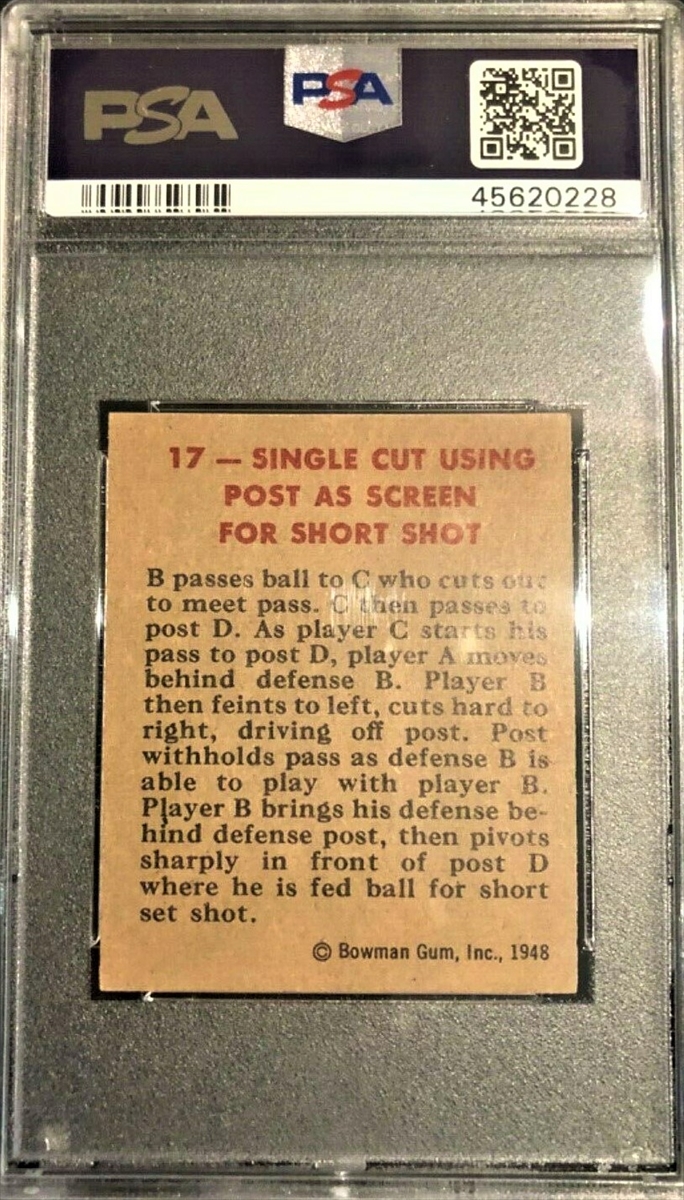 PSA
PSA
45620228
17 — SINGLE CUT USING
POST AS SCREEN
FOR SHORT SHOT
B passes ball to C who cuts out
to meet pass. C then passes to
post D. As player C starts his
pass to post D, player A moves
behind defense B. Player B
then feints to left, cuts hard to
right, driving off post. Post
withholds pass as defense B is
able to play with player B.
Player B brings his defense be-
hind defense post, then pivots
sharply in front of post D
where he is fed ball for short
set shot.
© Bowman Gum, Inc., 1948